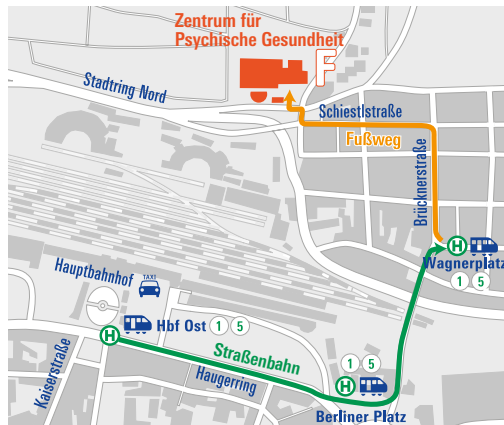 Zentrum für
Psychische Gesundheit
F
Stadtring Nord
Schiestlstraße
Fußweg
Brücknerstraße
H
Wagnerplatz
1 5
Hauptbahnhof
TAXI
Hbf Ost 1 5
H
Straßenbahn
Haugerring
Kaiserstraße
1 5
H
Berliner Platz